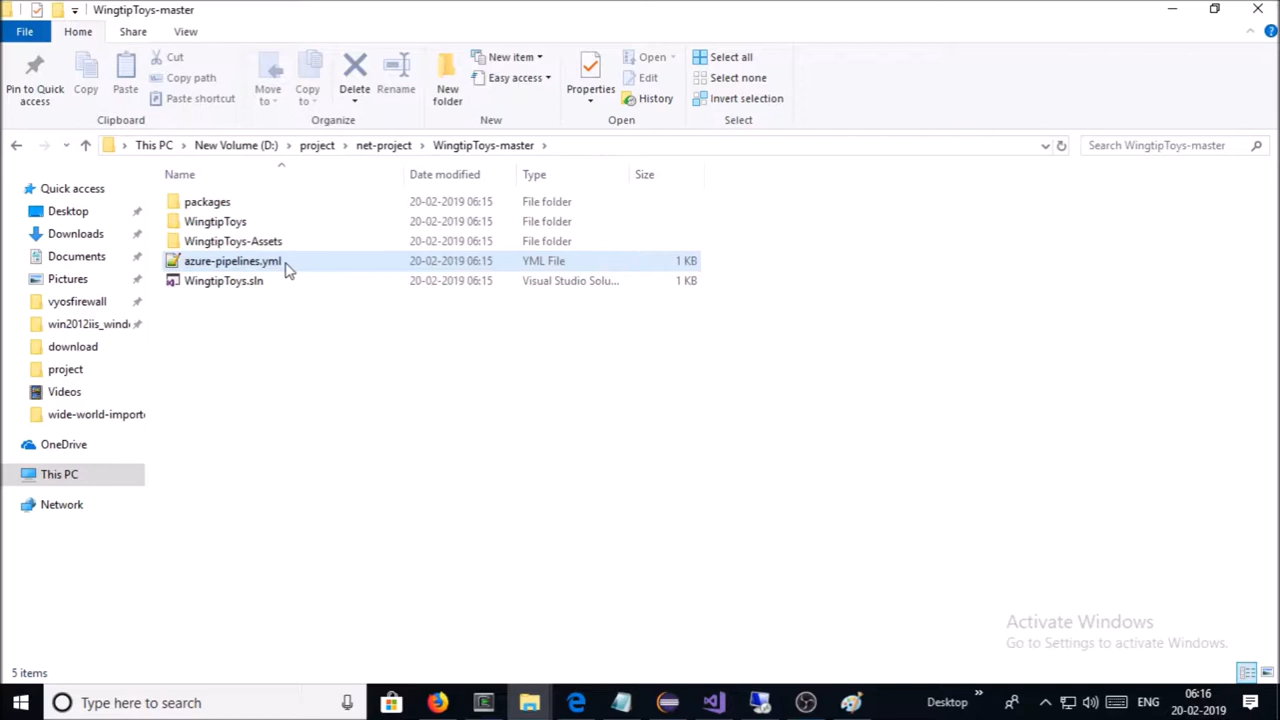 WingtipToys-master
File Home Share View
Pin to Quick access
Copy
Paste
Cut
Copy path
Paste shortcut
Clipboard
Move to
Copy to
Delete
Rename
Organize
New folder
New item
Easy access
New
Properties
Open
Edit
History
Open
Select all
Select none
Invert selection
Select
This PC New Volume (D:) project net-project WingtipToys-master
Search WingtipToys-master
Quick access
Desktop
Downloads
Documents
Pictures
vyosfirewall
win2012iis_wind
download
project
Videos
wide-world-import
OneDrive
This PC
Network
Name Date modified Type Size
packages 20-02-2019 06:15 File folder
WingtipToys 20-02-2019 06:15 File folder
WingtipToys-Assets 20-02-2019 06:15 File folder
azure-pipelines.yml 20-02-2019 06:15 YML File 1 KB
WingtipToys.sln 20-02-2019 06:15 Visual Studio Solu... 1 KB
Activate Windows
Go to Settings to activate Windows.
5 items
Type here to search
Desktop
ENG
06:16
20-02-2019